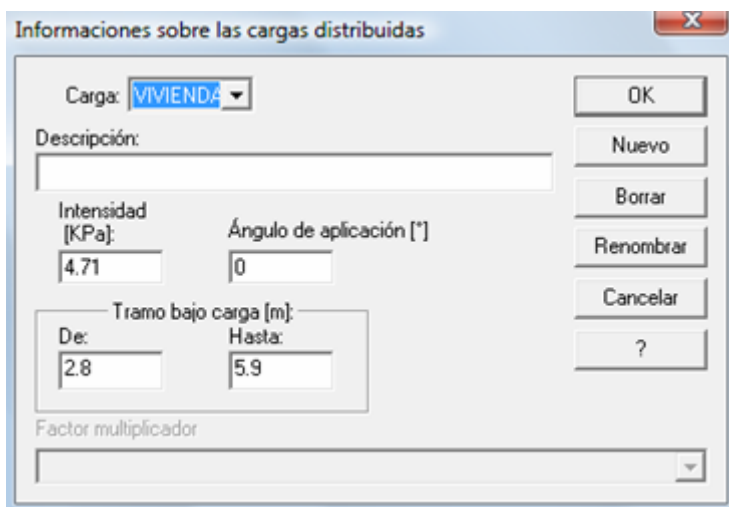 Informaciones sobre las cargas distribuidas
Carga: VIVIENDA
OK
Descripción:
Nuevo
Borrar
Intensidad
[KPa]:
Ángulo de aplicación [°]
Renombrar
4.71
0
Cancelar
Tramo bajo carga [m]:
De:
Hasta:
?
2.8
5.9
Factor multiplicador